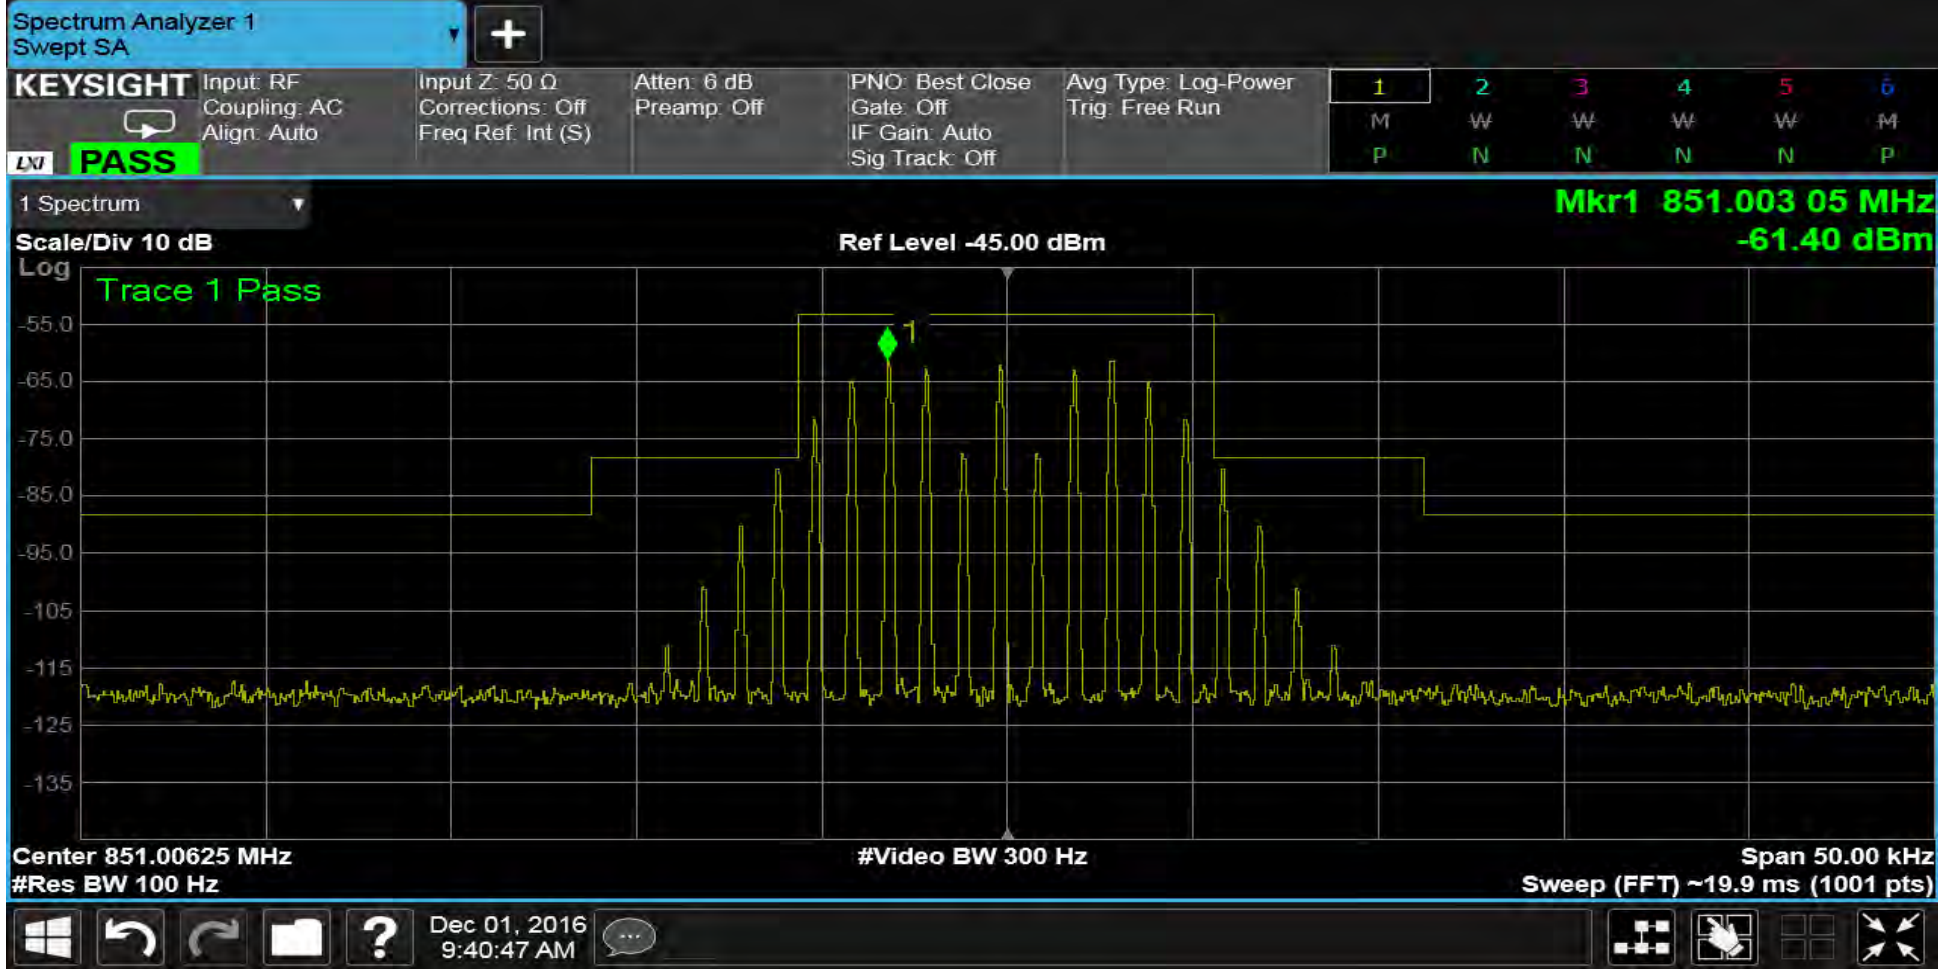 Spectrum Analyzer 1
Swept SA
KEYSIGHT
LXI
PASS
Input: RF
Coupling: AC
Align: Auto
Input Z: 50 Ω
Corrections: Off
Freq Ref: Int (S)
Atten: 6 dB
Preamp: Off
PNO: Best Close
Gate: Off
IF Gain: Auto
Sig Track: Off
Avg Type: Log-Power
Trig: Free Run
1 2 3 4 5 6
M W W W W M
P N N N N P
1 Spectrum
Mkr1 851.003 05 MHz
-61.40 dBm
Scale/Div 10 dB
Ref Level -45.00 dBm
Log
Trace 1 Pass
1
-55.0
-65.0
-75.0
-85.0
-95.0
-105
-115
-125
-135
Center 851.00625 MHz
#Video BW 300 Hz
Span 50.00 kHz
#Res BW 100 Hz
Sweep (FFT) ~19.9 ms (1001 pts)
?
Dec 01, 2016
9:40:47 AM